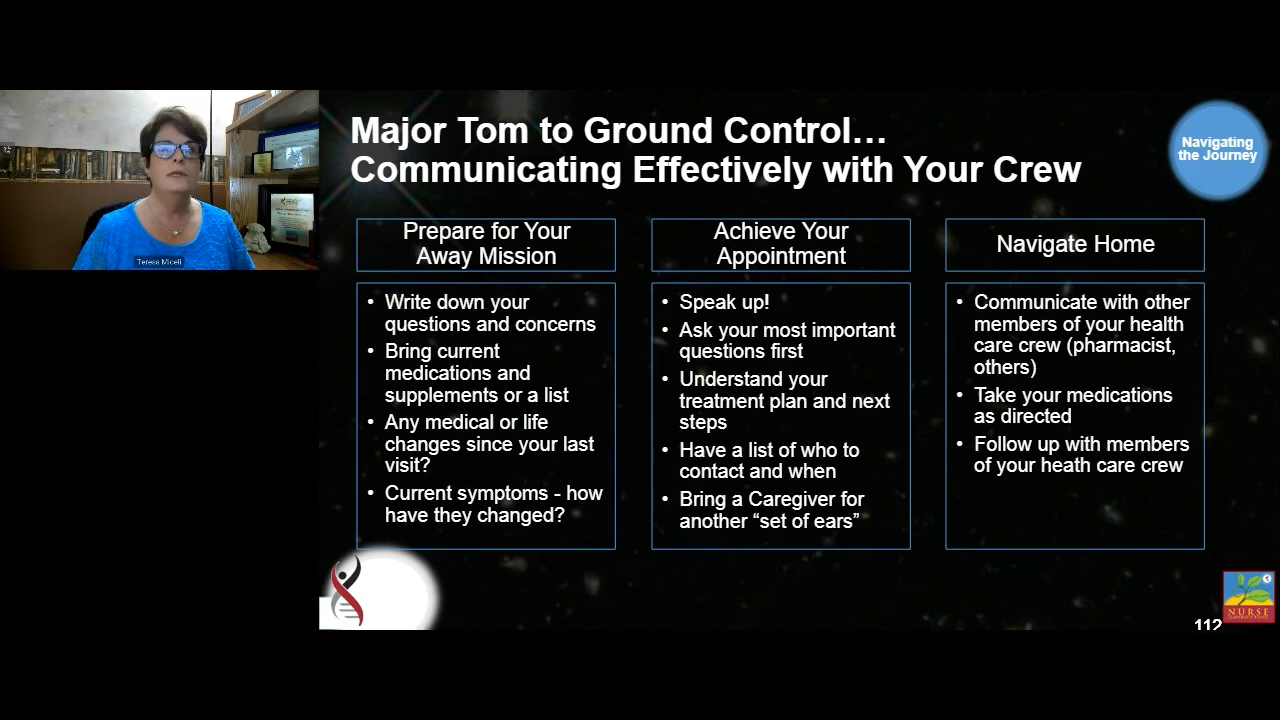 Major Tom to Ground Control…
Communicating Effectively with Your Crew
Navigating
the Journey
Teresa Miceli
Prepare for Your
Away Mission
• Write down your
questions and concerns
• Bring current
medications and
supplements or a list
• Any medical or life
changes since your last
visit?
• Current symptoms - how
have they changed?
Achieve Your
Appointment
• Speak up!
• Ask your most important
questions first
• Understand your
treatment plan and next
steps
• Have a list of who to
contact and when
• Bring a Caregiver for
another “set of ears”
Navigate Home
• Communicate with other
members of your health
care crew (pharmacist,
others)
• Take your medications
as directed
• Follow up with members
of your heath care crew
NURSE
112